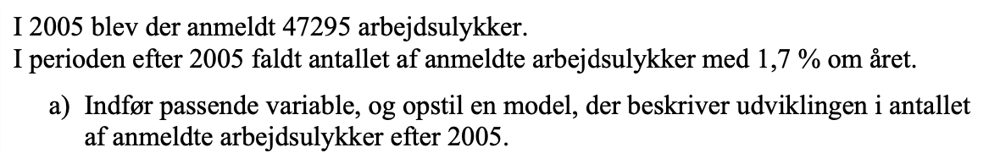 I 2005 blev der anmeldt 47295 arbejdsulykker.
I perioden efter 2005 faldt antallet af anmeldte arbejdsulykker med 1,7 % om året.
a) Indfør passende variable, og opstil en model, der beskriver udviklingen i antallet
af anmeldte arbejdsulykker efter 2005.